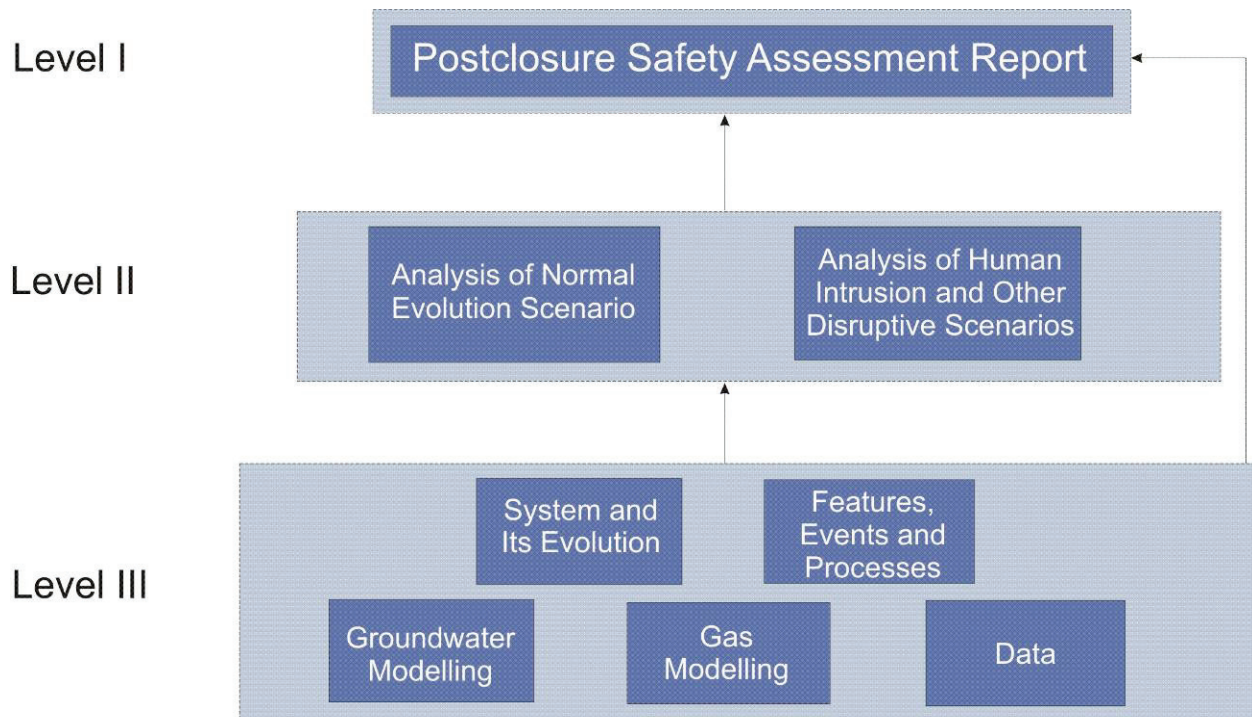 Level I
Postclosure Safety Assessment Report
Level II
Analysis of Normal
Evolution Scenario
Analysis of Human
Intrusion and Other
Disruptive Scenarios
Level III
System and
Its Evolution
Features,
Events and
Processes
Groundwater
Modelling
Gas
Modelling
Data